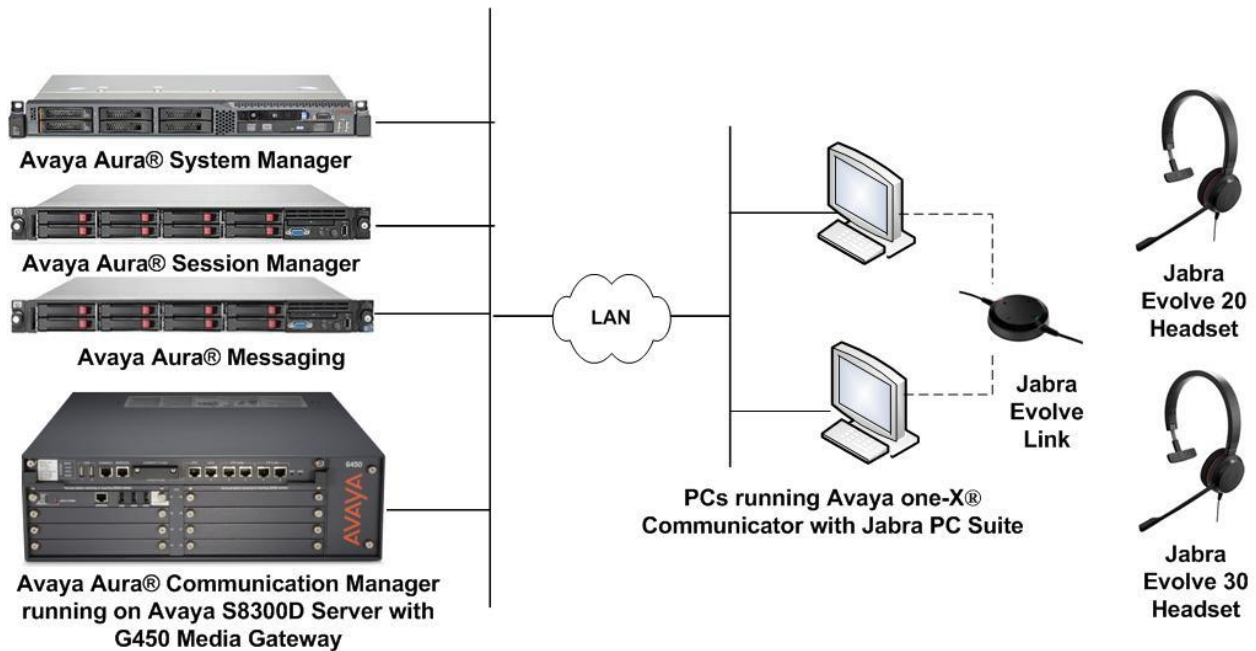 Avaya Aura® System Manager
Avaya Aura® Session Manager
Avaya Aura® Messaging
G450
AVAYA
Avaya Aura® Communication Manager
running on Avaya S8300D Server with
G450 Media Gateway
LAN
PCs running Avaya one-X®
Communicator with Jabra PC Suite
Jabra
Evolve
Link
Jabra
Evolve 20
Headset
Jabra
Evolve 30
Headset